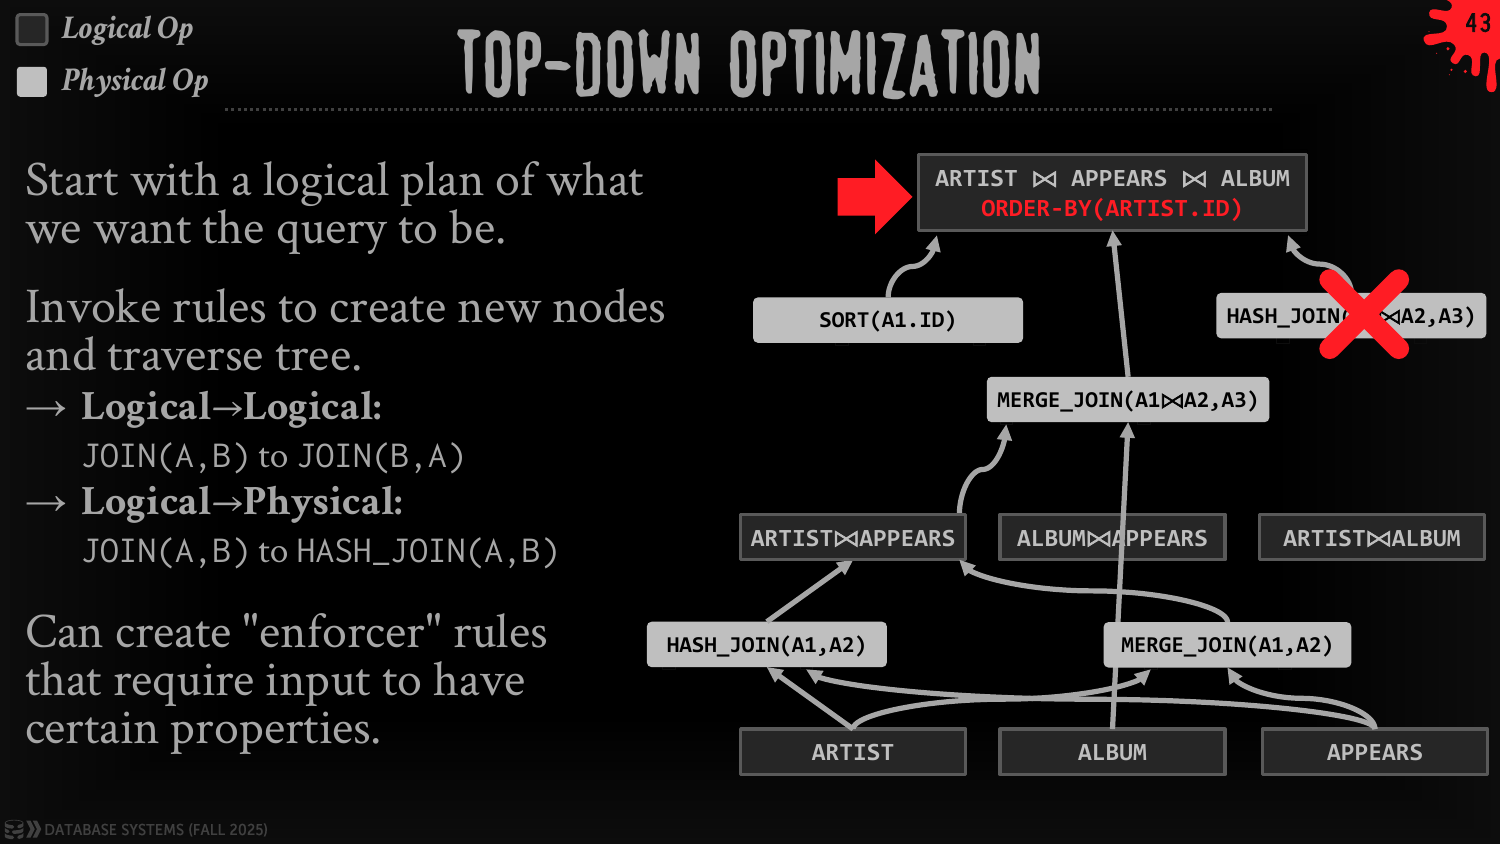 Logical Op
Physical Op
TOP-DOWN OPTIMIZATION
43
Start with a logical plan of what
we want the query to be.
Invoke rules to create new nodes
and traverse tree.
→ Logical→Logical:
JOIN(A,B) to JOIN(B,A)
→ Logical→Physical:
JOIN(A,B) to HASH_JOIN(A,B)
Can create "enforcer" rules
that require input to have
certain properties.
ARTIST ⋈ APPEARS ⋈ ALBUM
ORDER-BY(ARTIST.ID)
SORT(A1.ID)
HASH_JOIN( ⋈A2,A3)
MERGE_JOIN(A1⋈A2,A3)
ARTIST⋈APPEARS
ALBUM⋈APPEARS
ARTIST⋈ALBUM
HASH_JOIN(A1,A2)
MERGE_JOIN(A1,A2)
ARTIST
ALBUM
APPEARS
DATABASE SYSTEMS (FALL 2025)